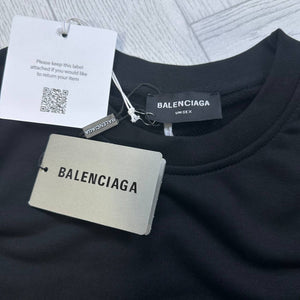 Please keep this label
attached if you would like
to return your item
BALENCIAGA
BALENCIAGA
BALENCIAGA